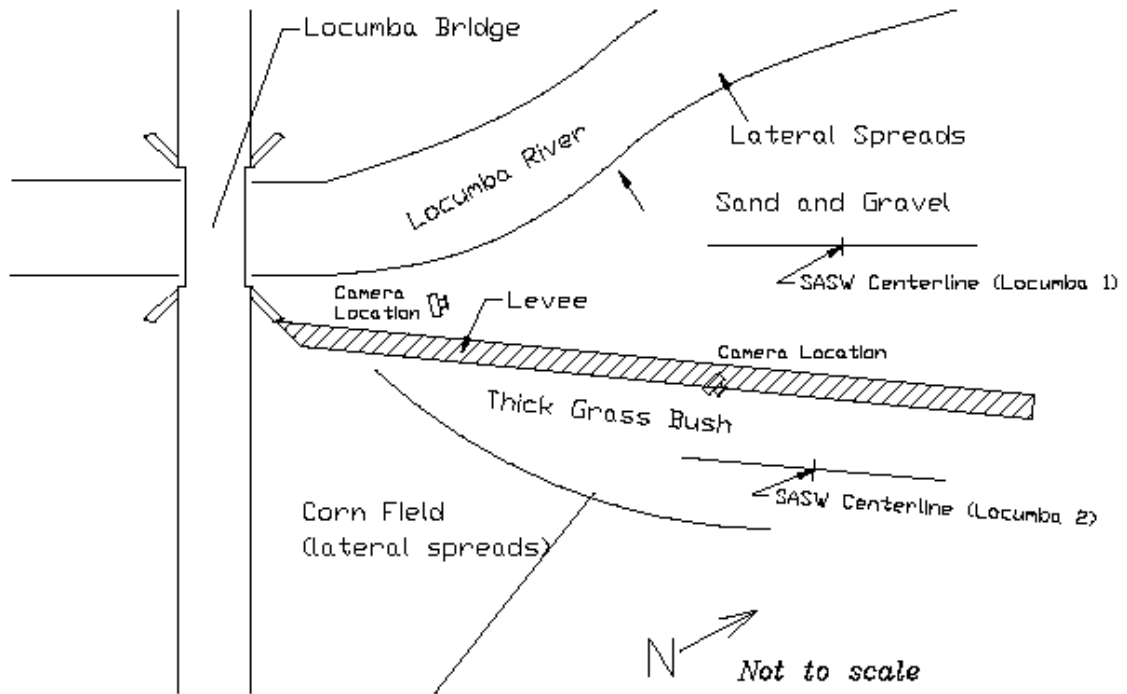 Locumba Bridge
Locumba River
Lateral Spreads
Sand and Gravel
SASW Centerline (Locumba 1)
Camera
Location
Levee
Camera Location
Thick Grass Bush
SASW Centerline (Locumba 2)
Corn Field
(lateral spreads)
N
Not to scale